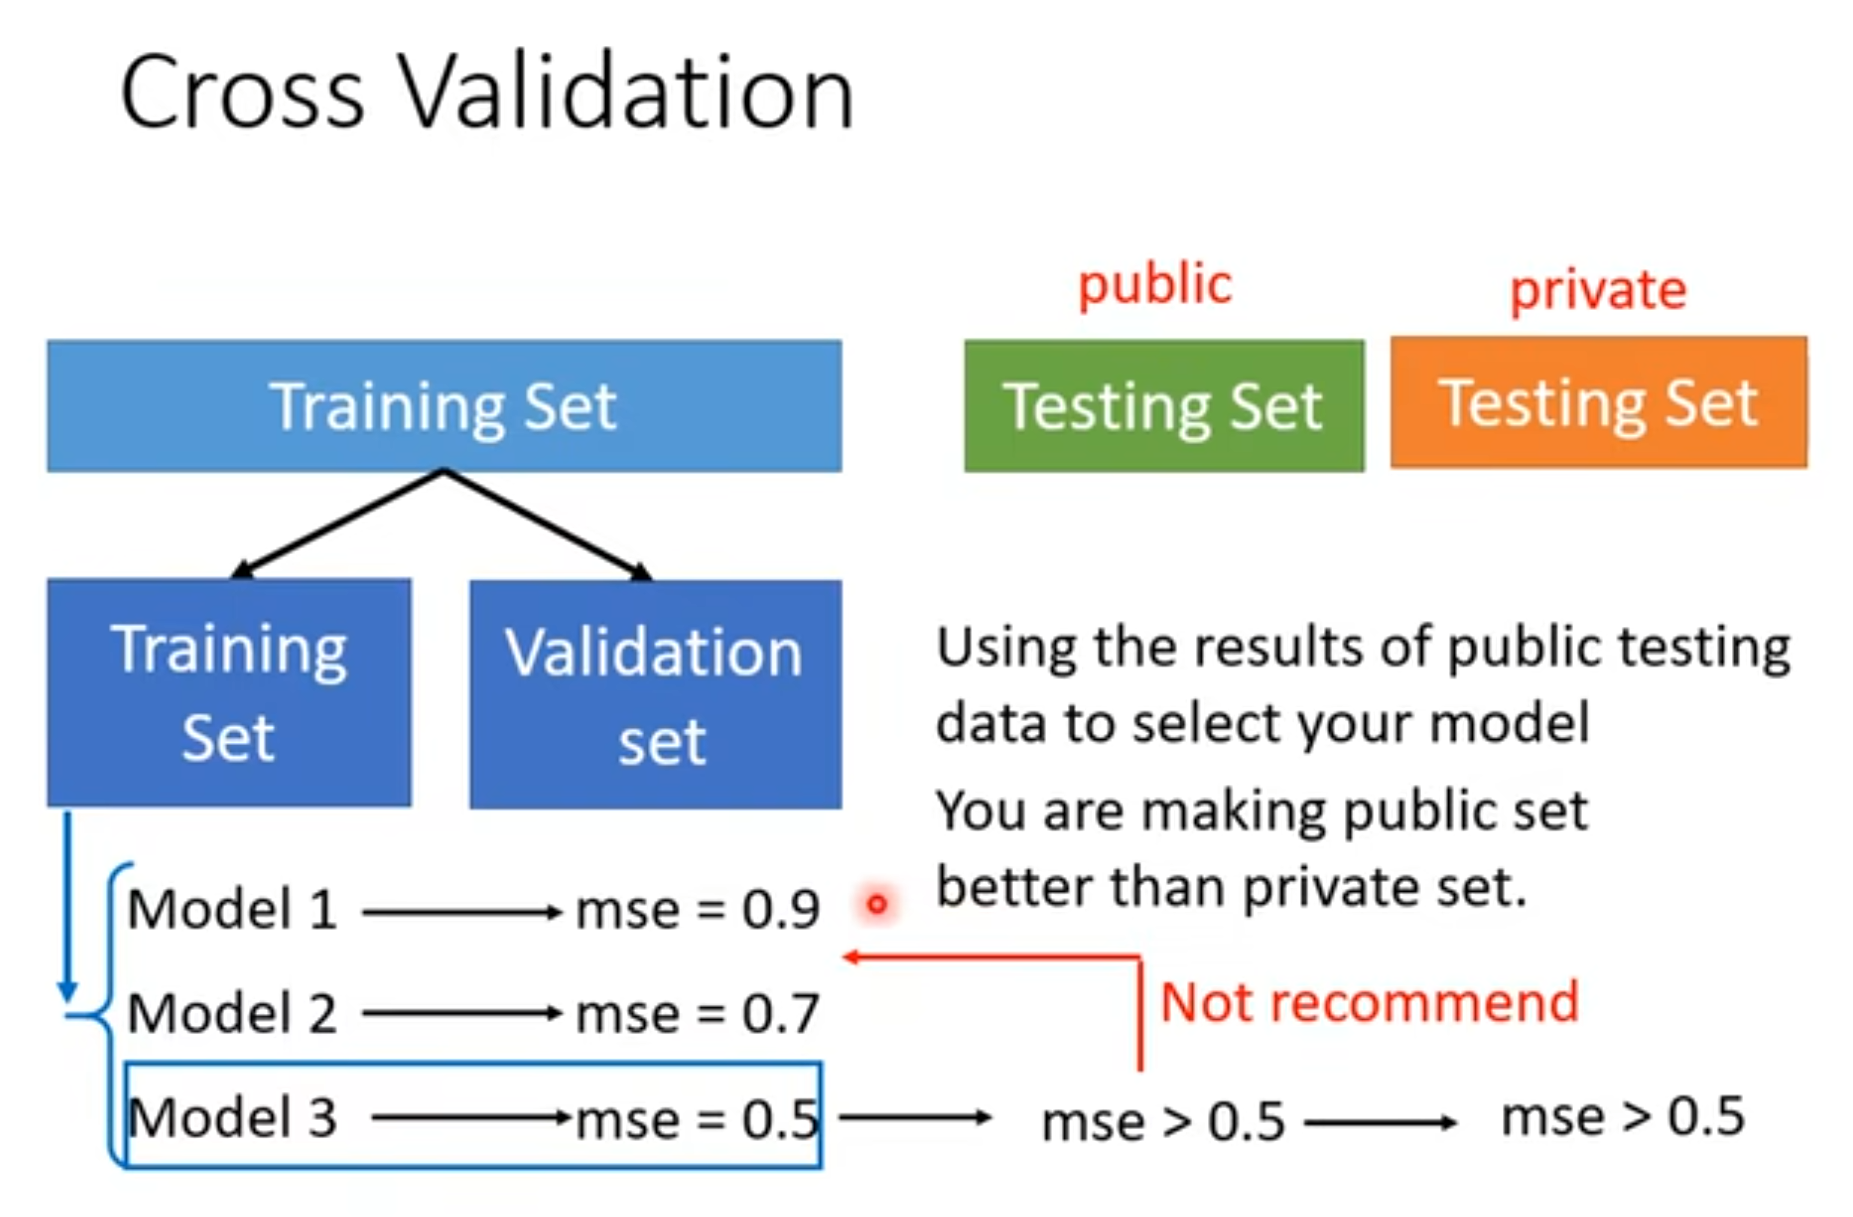 Cross Validation
public
private
Training Set
Testing Set
Testing Set
Training
Set
Validation
set
Using the results of public testing
data to select your model
You are making public set
better than private set.
Model 1 mse = 0.9
Model 2 mse = 0.7
Not recommend
Model 3 mse = 0.5 mse > 0.5 mse > 0.5